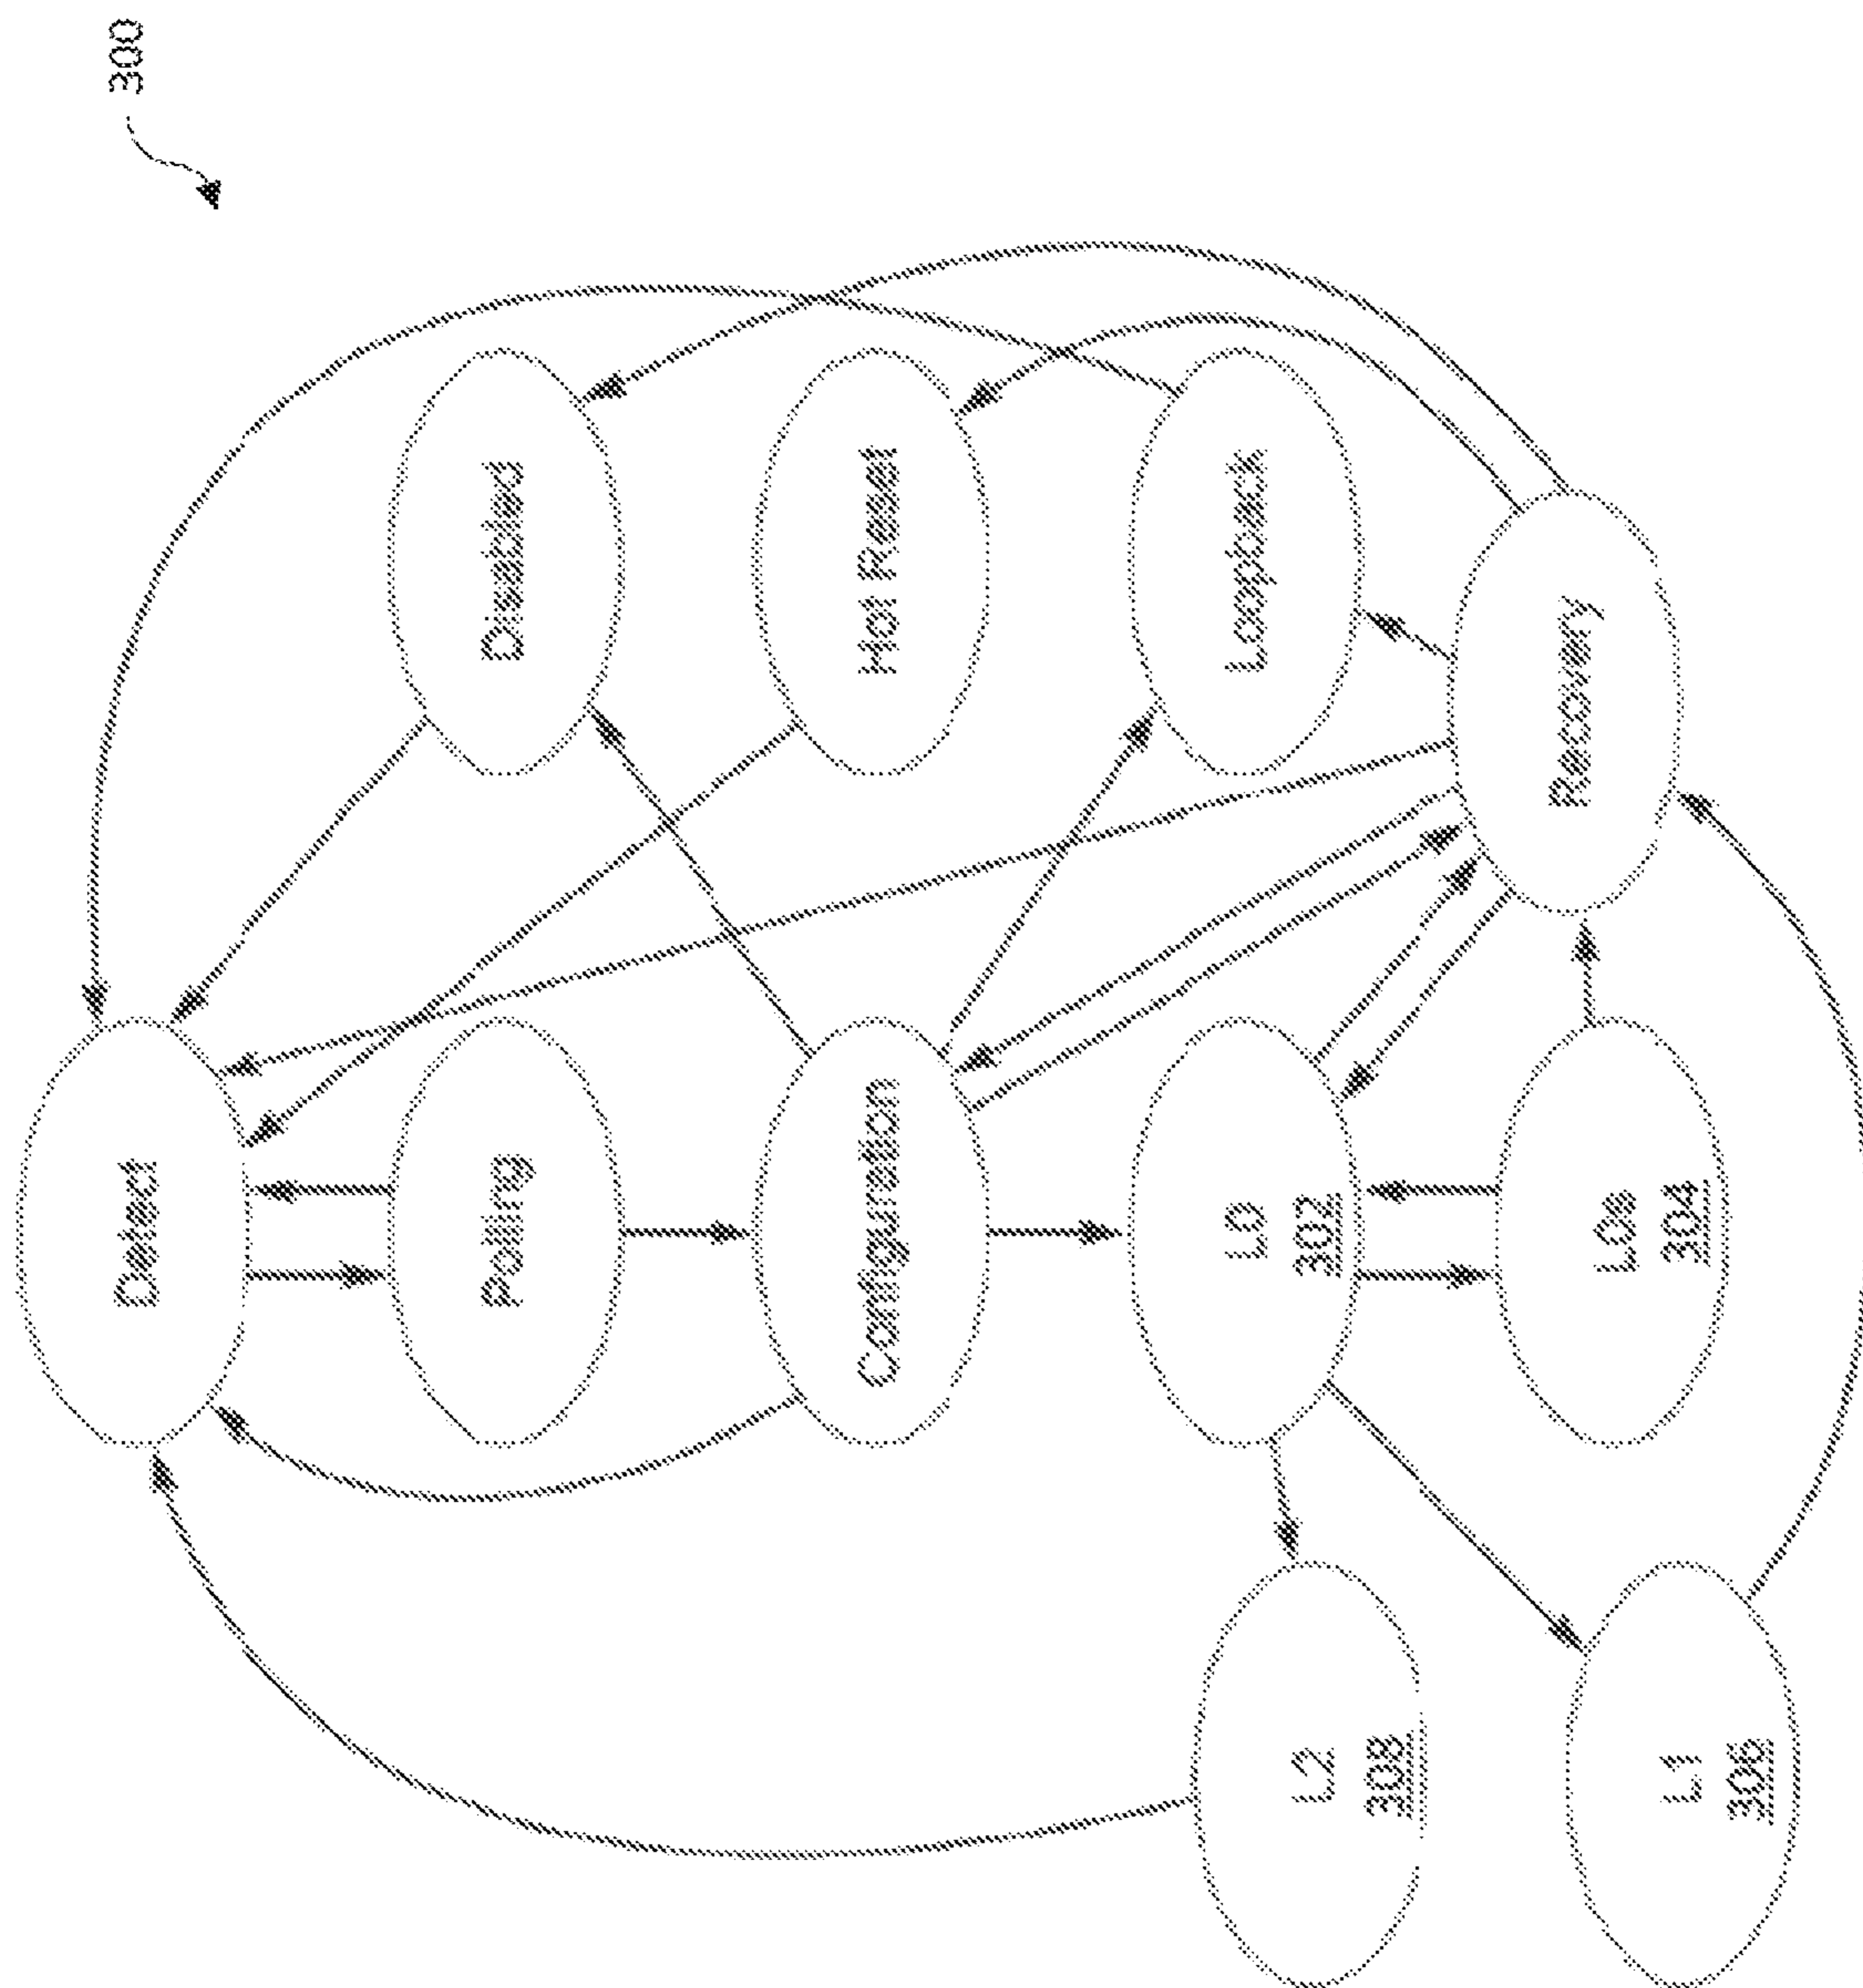 300
Detect
Polling
Configuration
L0
302
L0s
304
L2
308
L1
306
Disabled
Hot Reset
Loopback
Recovery